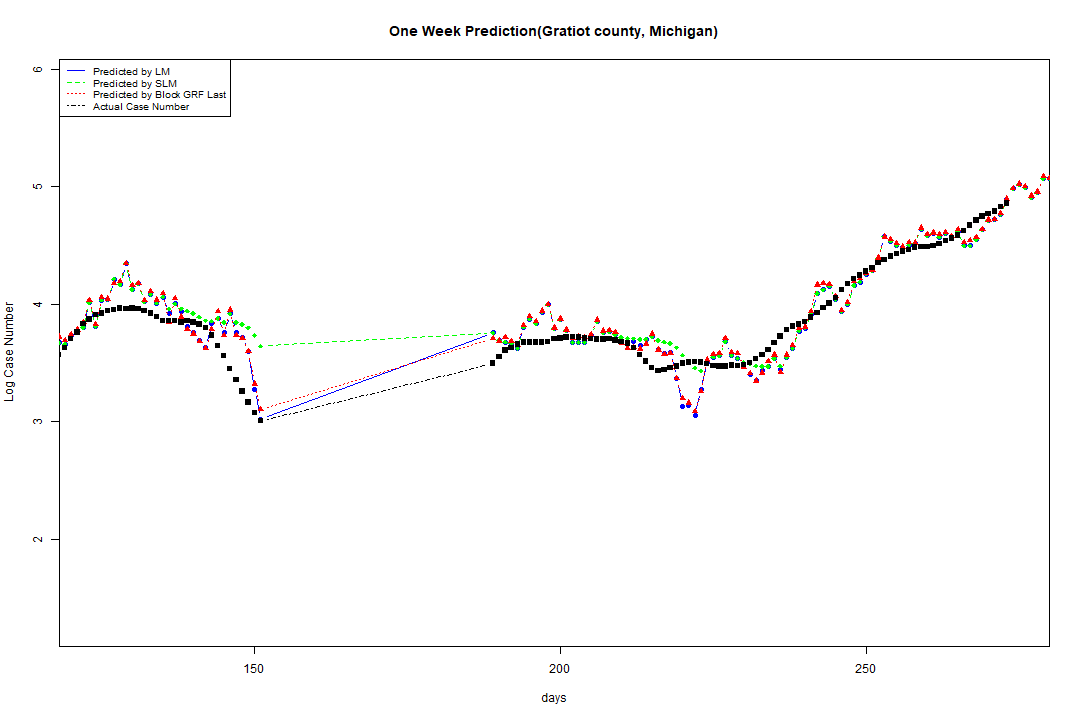 One Week Prediction(Gratiot county, Michigan)
Predicted by LM
Predicted by SLM
Predicted by Block GRF Last
Actual Case Number
6
5
4
3
2
Log Case Number
150
200
250
days